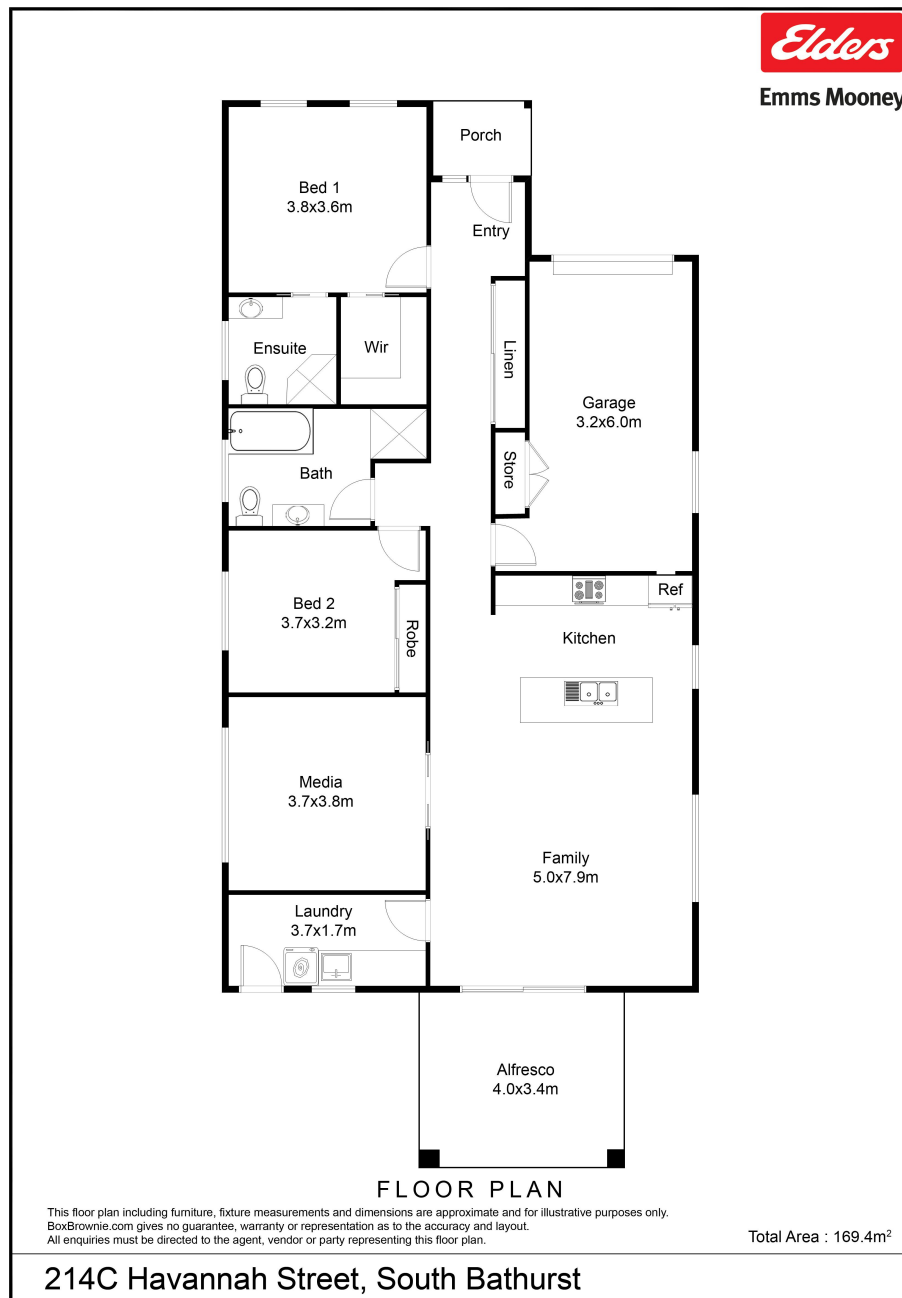 Elders
Emms Mooney
Porch
Bed 1
3.8x3.6m
Entry
Ensuite
Wir
Linen
Garage
3.2x6.0m
Bath
Store
Ref
Bed 2
3.7x3.2m
Robe
Kitchen
Media
3.7x3.8m
Family
5.0x7.9m
Laundry
3.7x1.7m
Alfresco
4.0x3.4m
FLOOR PLAN
This floor plan including furniture, fixture measurements and dimensions are approximate and for illustrative purposes only.
BoxBrownie.com gives no guarantee, warranty or representation as to the accuracy and layout.
All enquiries must be directed to the agent, vendor or party representing this floor plan.
Total Area : 169.4m²
214C Havannah Street, South Bathurst